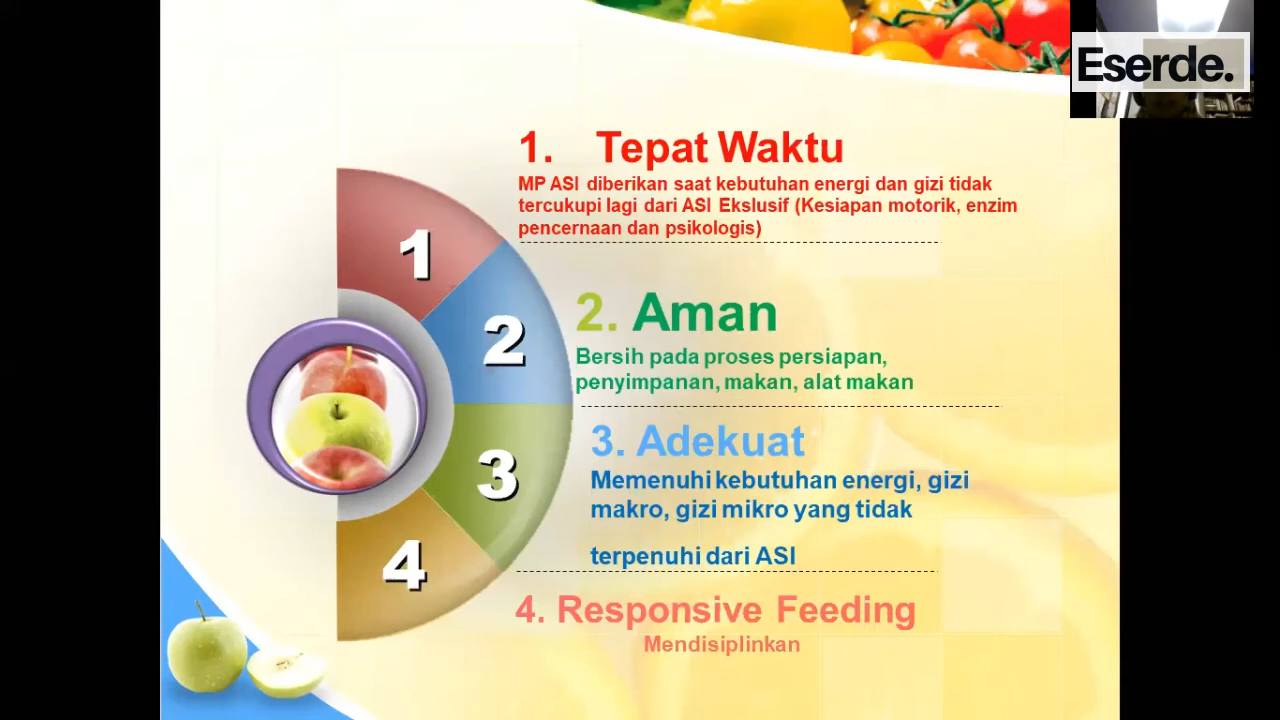 Eserde.
1. Tepat Waktu
MP ASI diberikan saat kebutuhan energi dan gizi tidak
tercukupi lagi dari ASI Ekslusif (Kesiapan motorik, enzim
pencernaan dan psikologis)
1
2. Aman
Bersih pada proses persiapan,
penyimpanan, makan, alat makan
2
3. Adekuat
Memenuhi kebutuhan energi, gizi
makro, gizi mikro yang tidak
terpenuhi dari ASI
3
4. Responsive Feeding
Mendisiplinkan
4